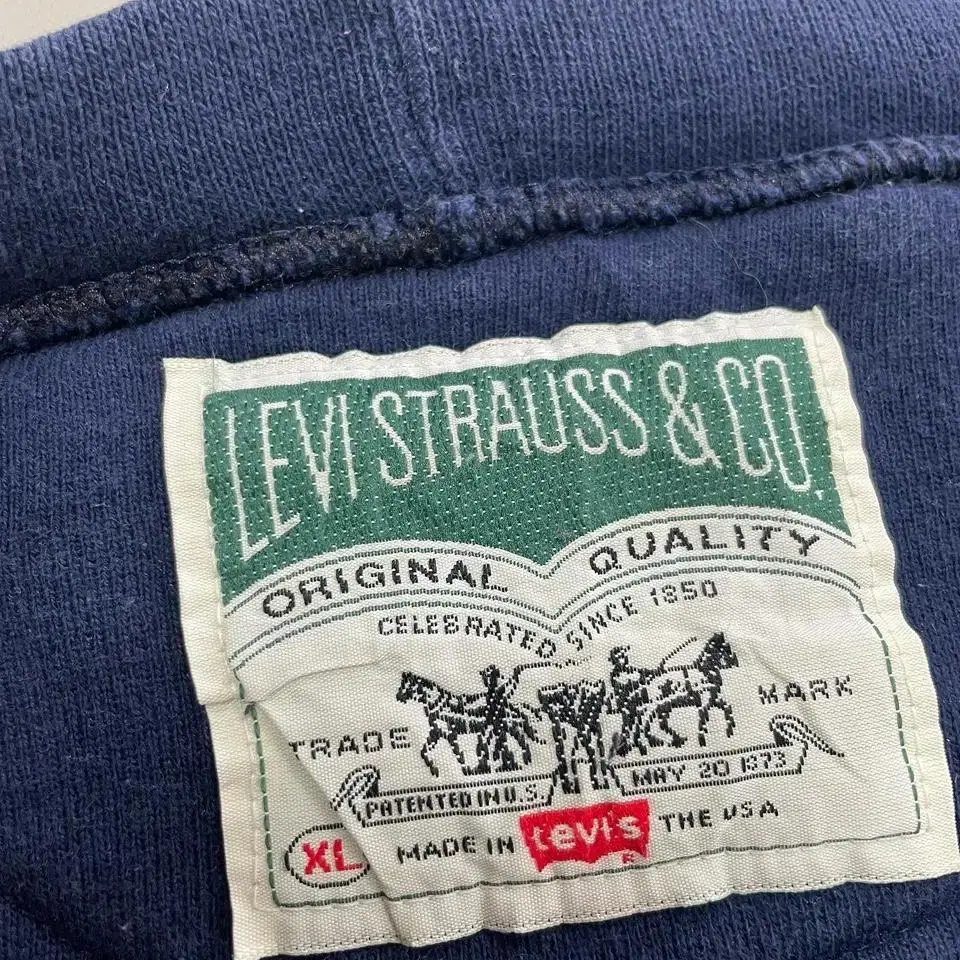 LEVI STRAUSS & CO.
ORIGINAL QUALITY
CELEBRATED SINCE 1850
TRADE MARK
PATENTED IN U.S. MAY 20 1873
XL MADE IN Levi's THE USA
R